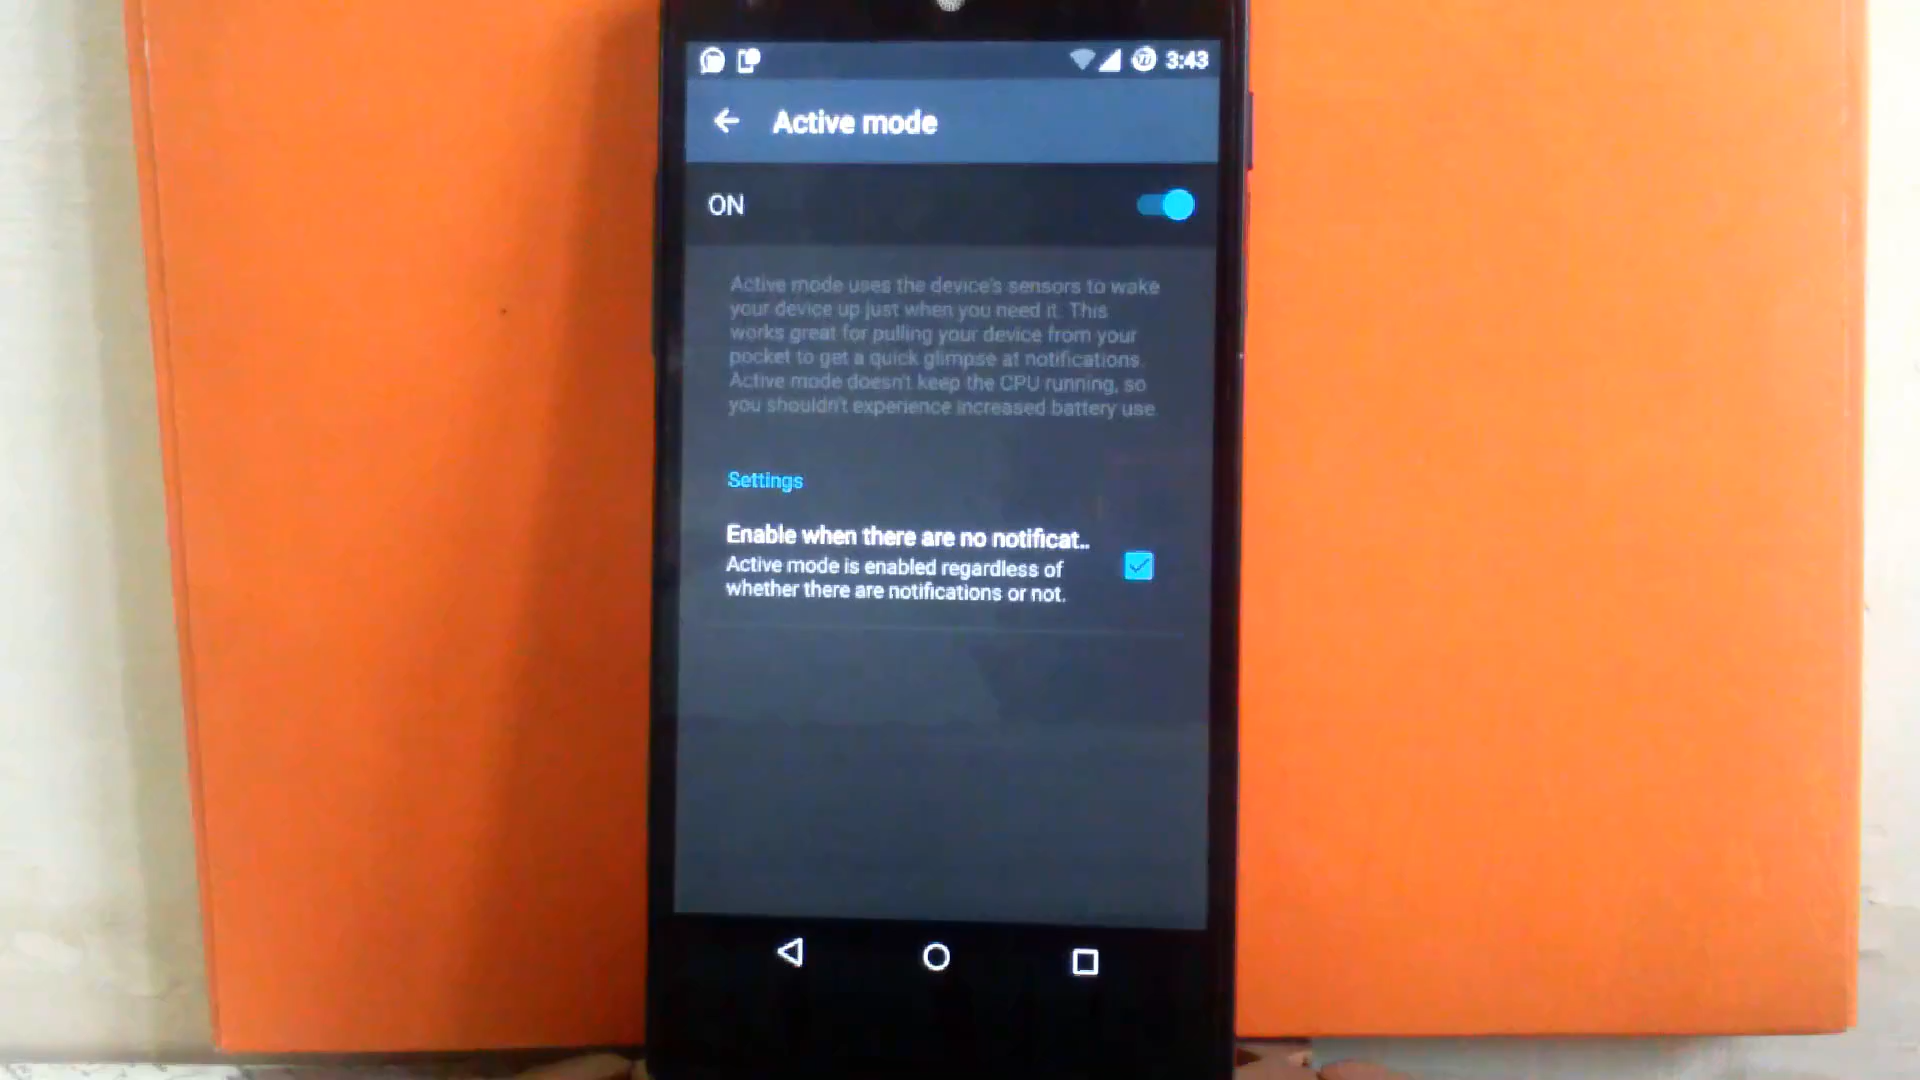 77 3:43
Active mode
ON
Active mode uses the device's sensors to wake
your device up just when you need it. This
works great for pulling your device from your
pocket to get a quick glimpse at notifications.
Active mode doesn't keep the CPU running, so
you shouldn't experience increased battery use.
Settings
Enable when there are no notificat..
Active mode is enabled regardless of
whether there are notifications or not.